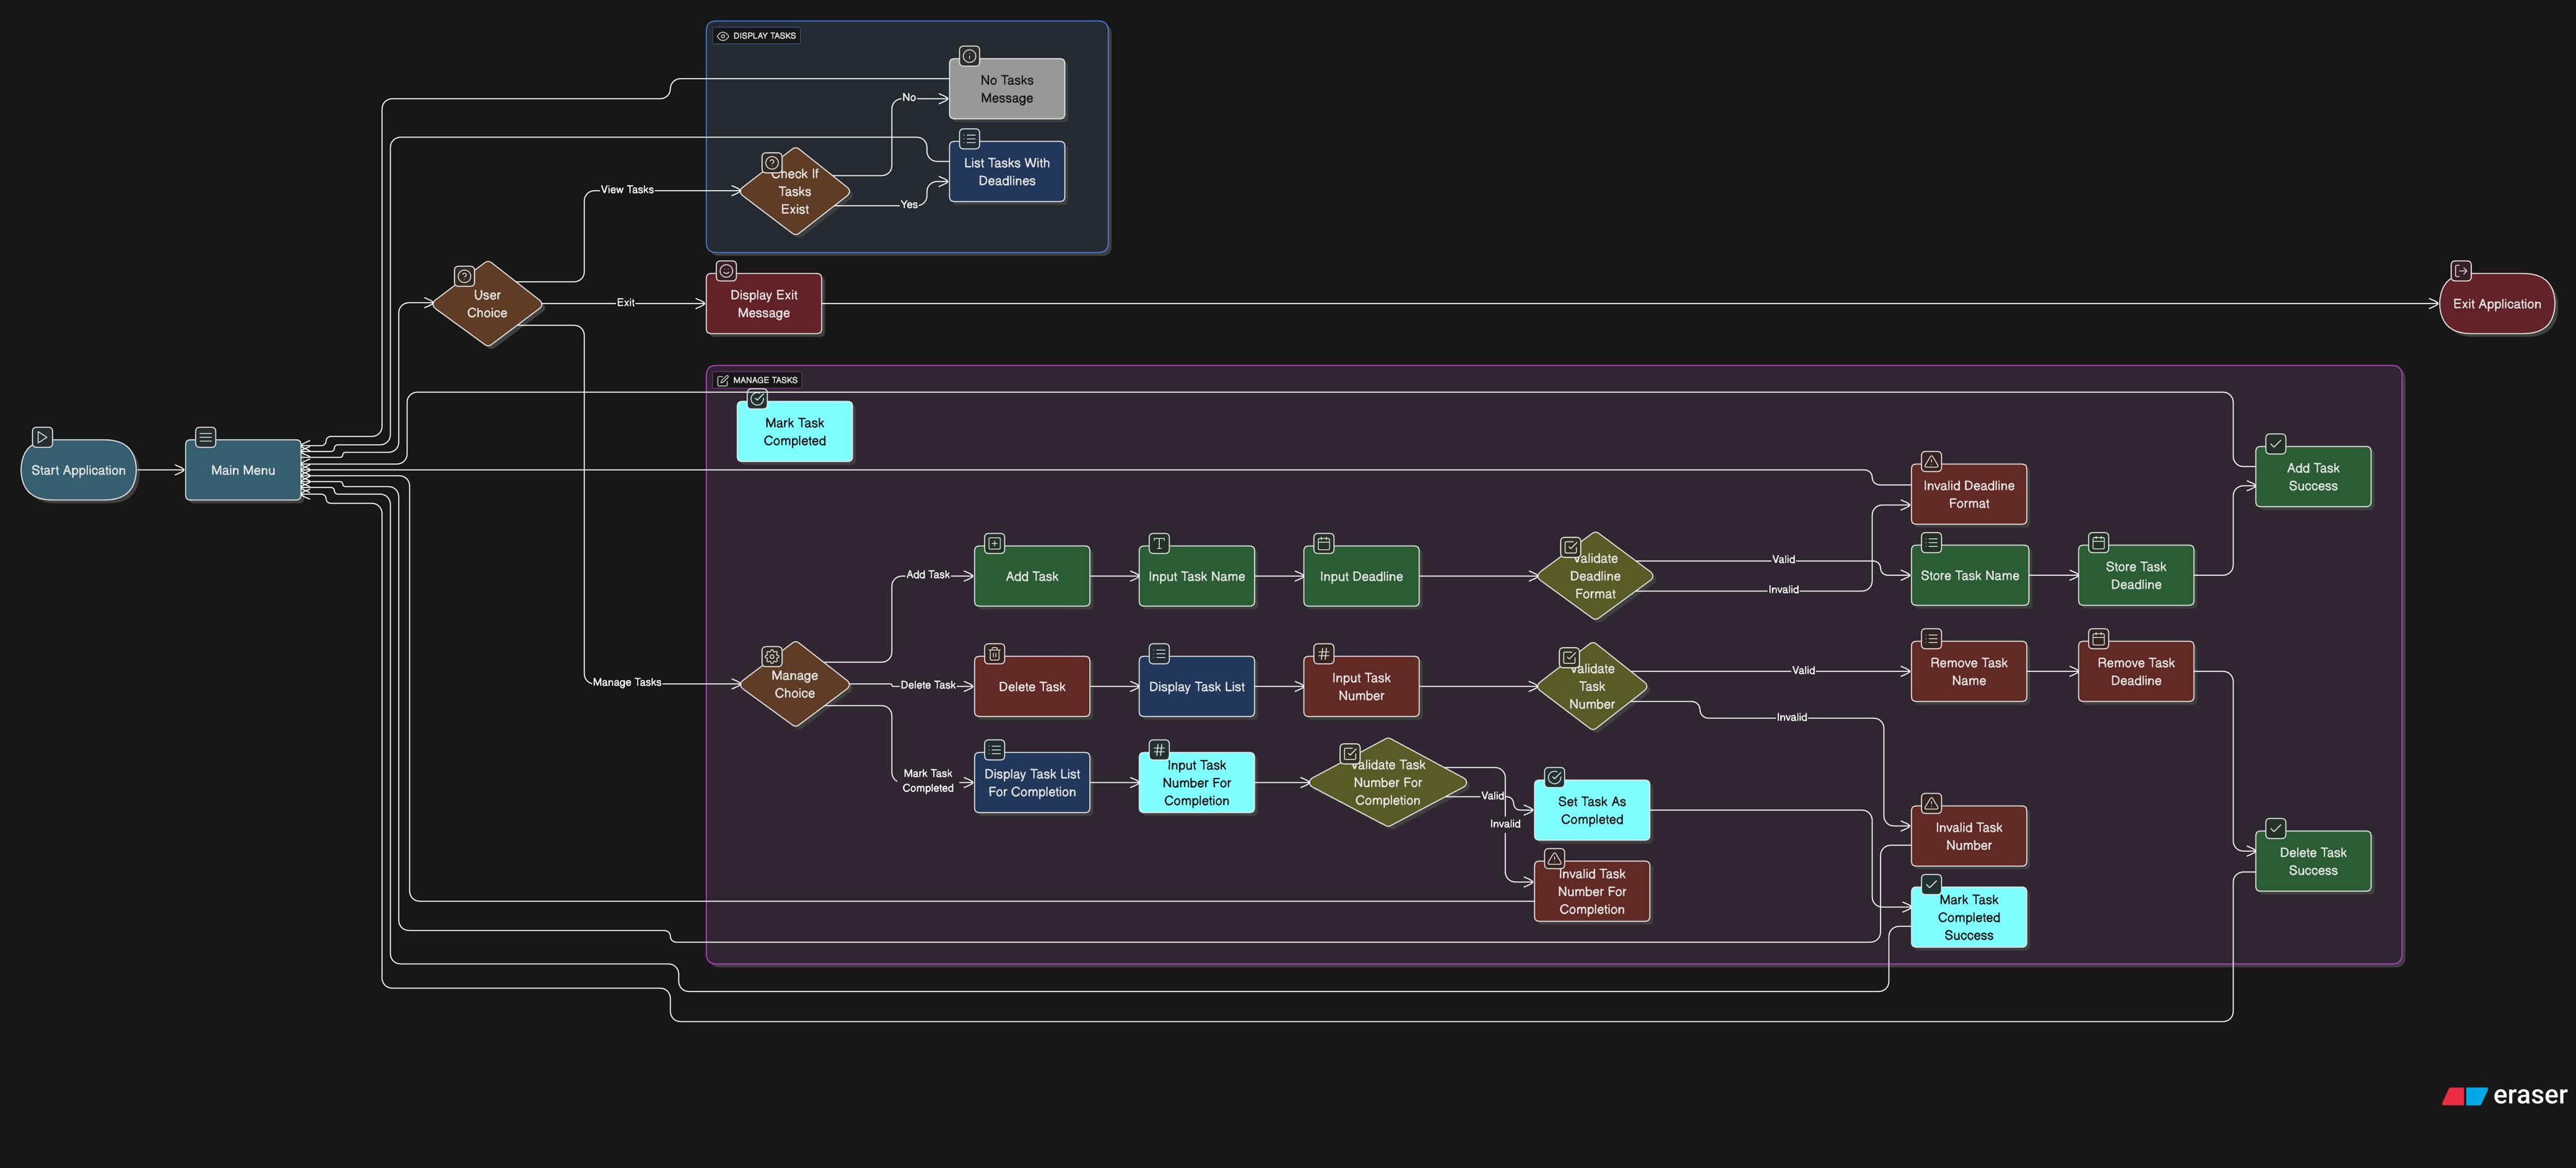 DISPLAY TASKS
No Tasks
Message
No
List Tasks With
Deadlines
Check If
Tasks
Exist
View Tasks
Yes
User
Choice
Exit
Display Exit
Message
Exit Application
MANAGE TASKS
Mark Task
Completed
Start Application
Main Menu
Add Task
Success
Invalid Deadline
Format
Add Task
Add Task
Input Task Name
Input Deadline
Validate
Deadline
Format
Valid
Invalid
Store Task Name
Store Task
Deadline
Manage Tasks
Manage
Choice
Delete Task
Delete Task
Display Task List
Input Task
Number
Validate
Task
Number
Valid
Invalid
Remove Task
Name
Remove Task
Deadline
Mark Task
Completed
Display Task List
For Completion
Input Task
Number For
Completion
Validate Task
Number For
Completion
Valid
Invalid
Set Task As
Completed
Invalid Task
Number For
Completion
Invalid Task
Number
Mark Task
Completed
Success
Delete Task
Success
eraser